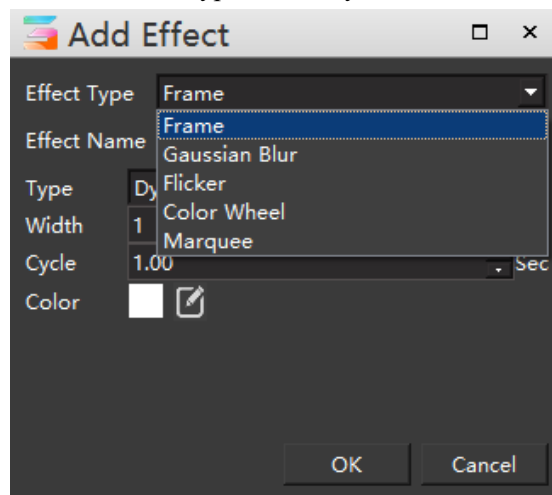 Add Effect
Effect Type Frame
Frame
Effect Name
Gaussian Blur
Type Dy Flicker
Color Wheel
Width 1
Marquee
Cycle 1.00 Sec
Color
OK Cancel